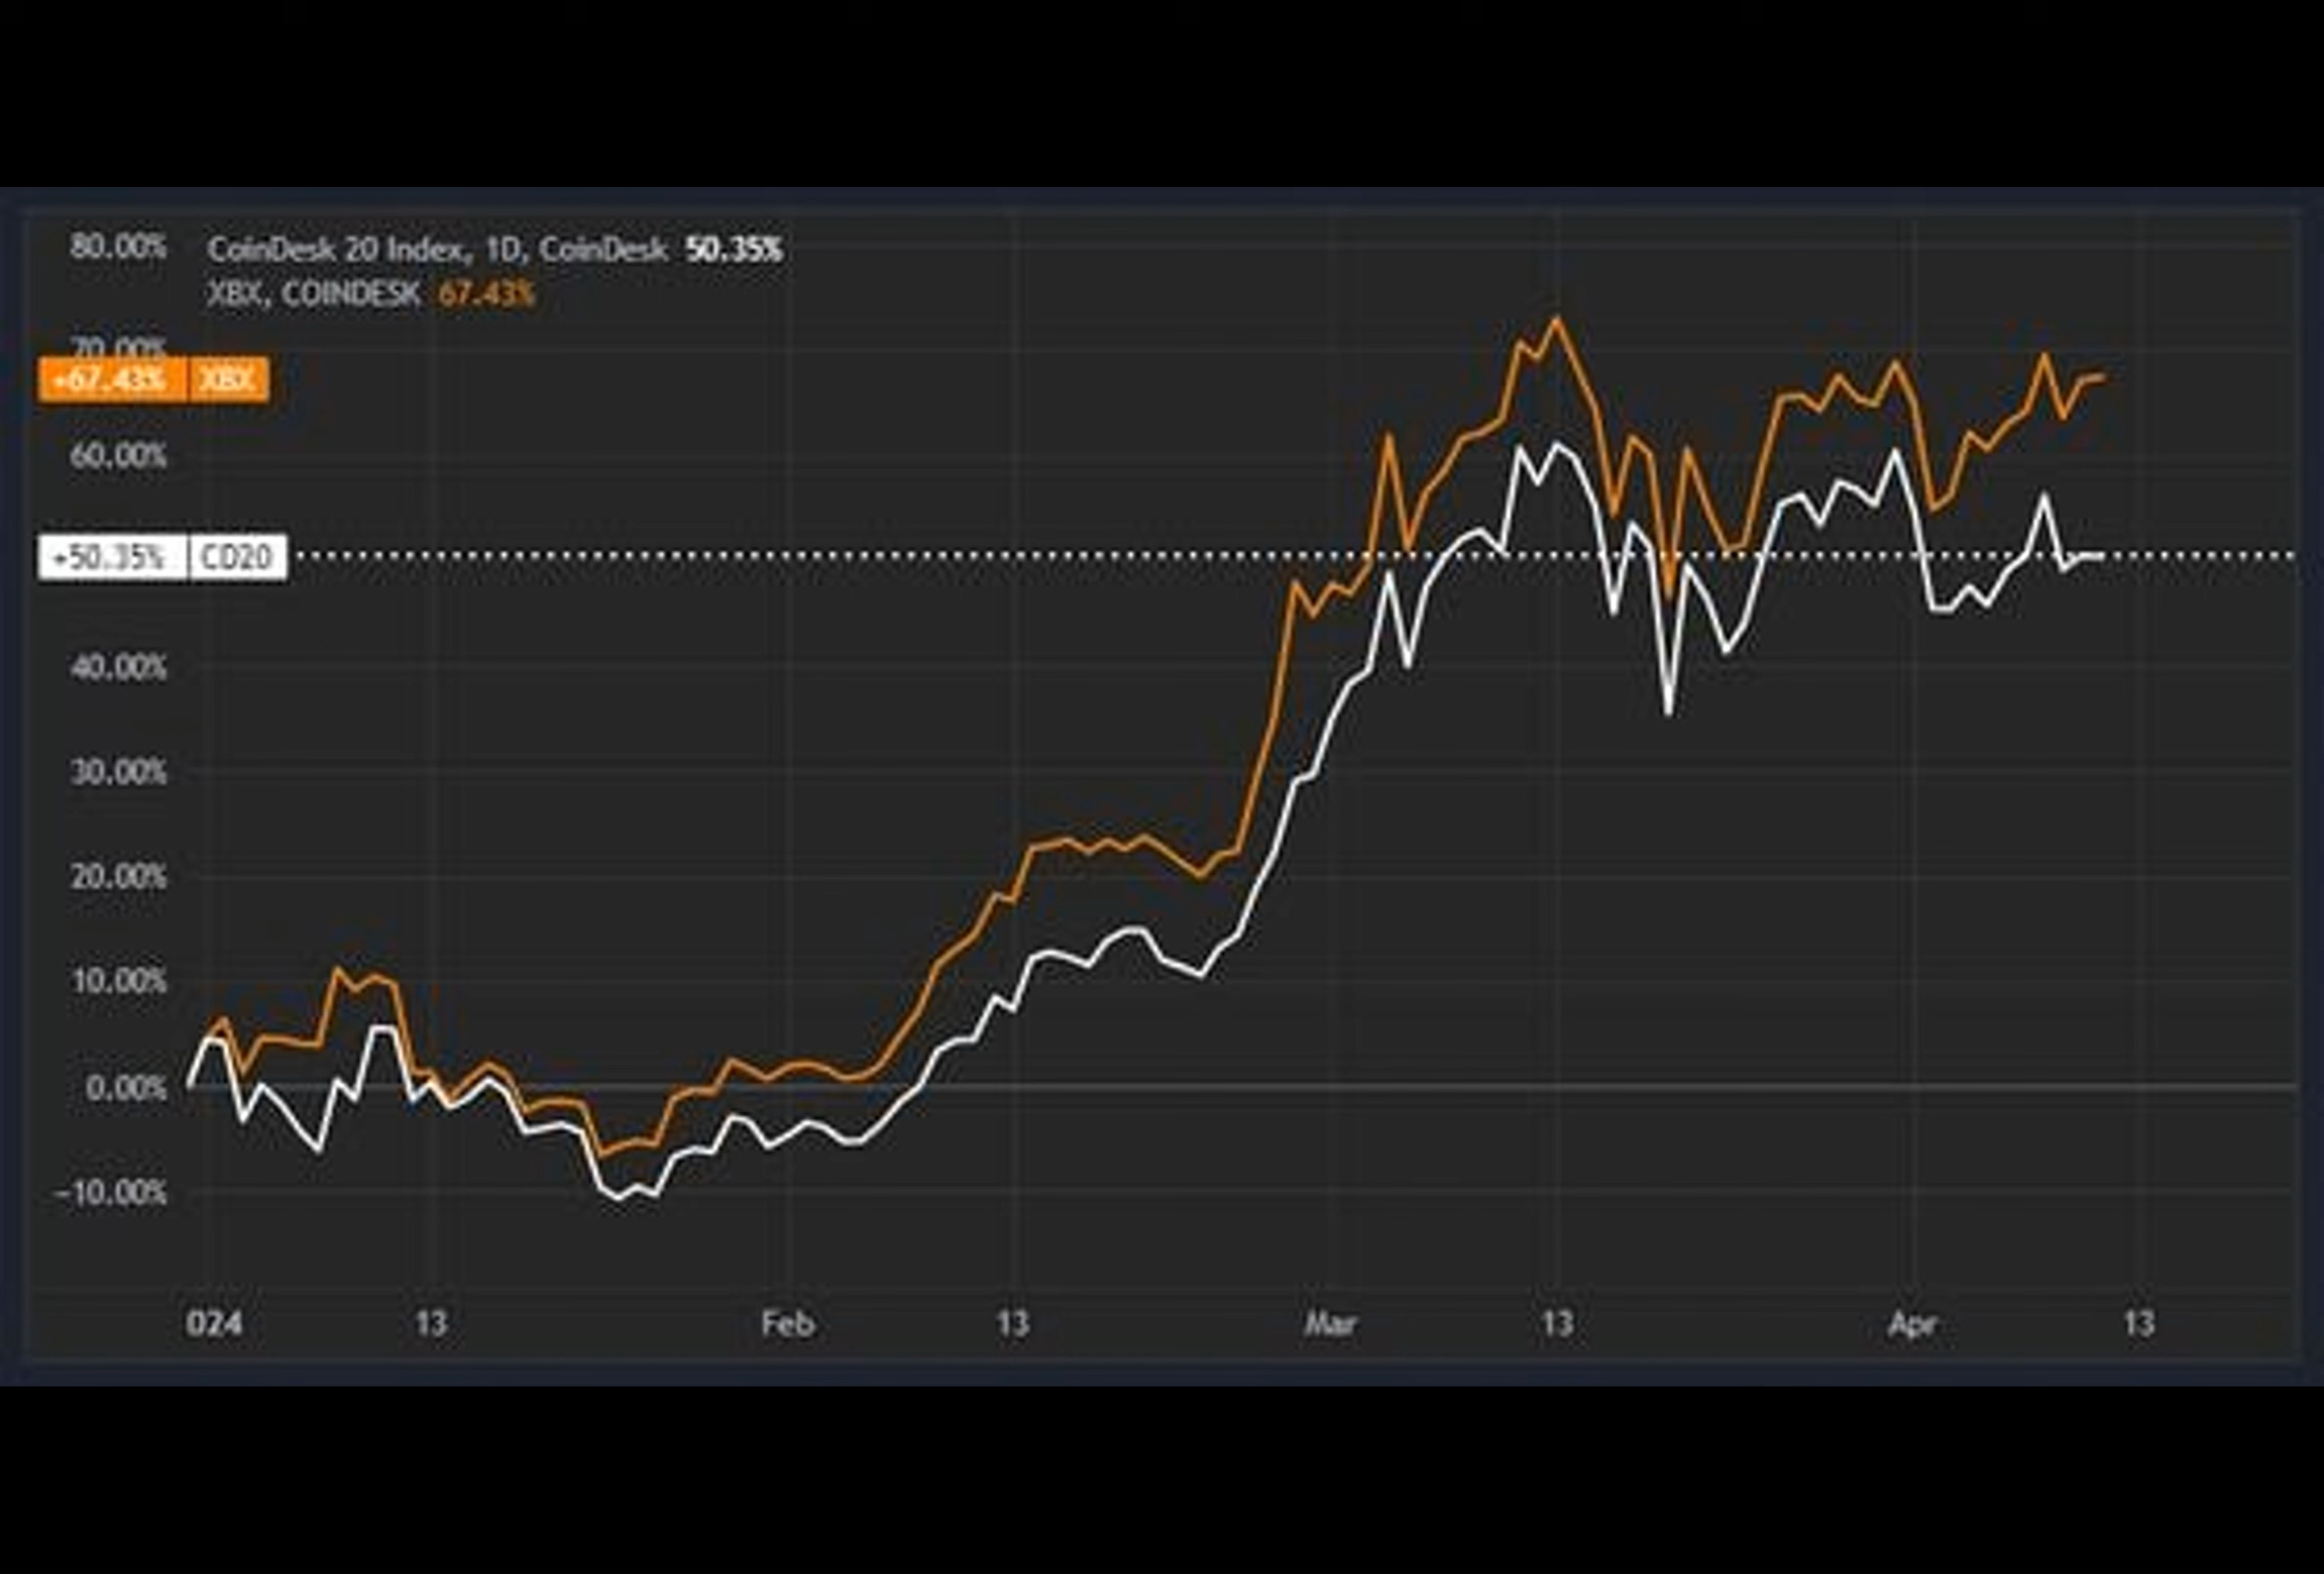 80.00%
CoinDesk 20 Index, 1D, CoinDesk 50.35%
XBX, COINDESK 67.43%
70.00%
+67.43% XBX
60.00%
+50.35% CD20
40.00%
30.00%
20.00%
10.00%
0.00%
-10.00%
024 13 Feb 13 Mar 13 Apr 13